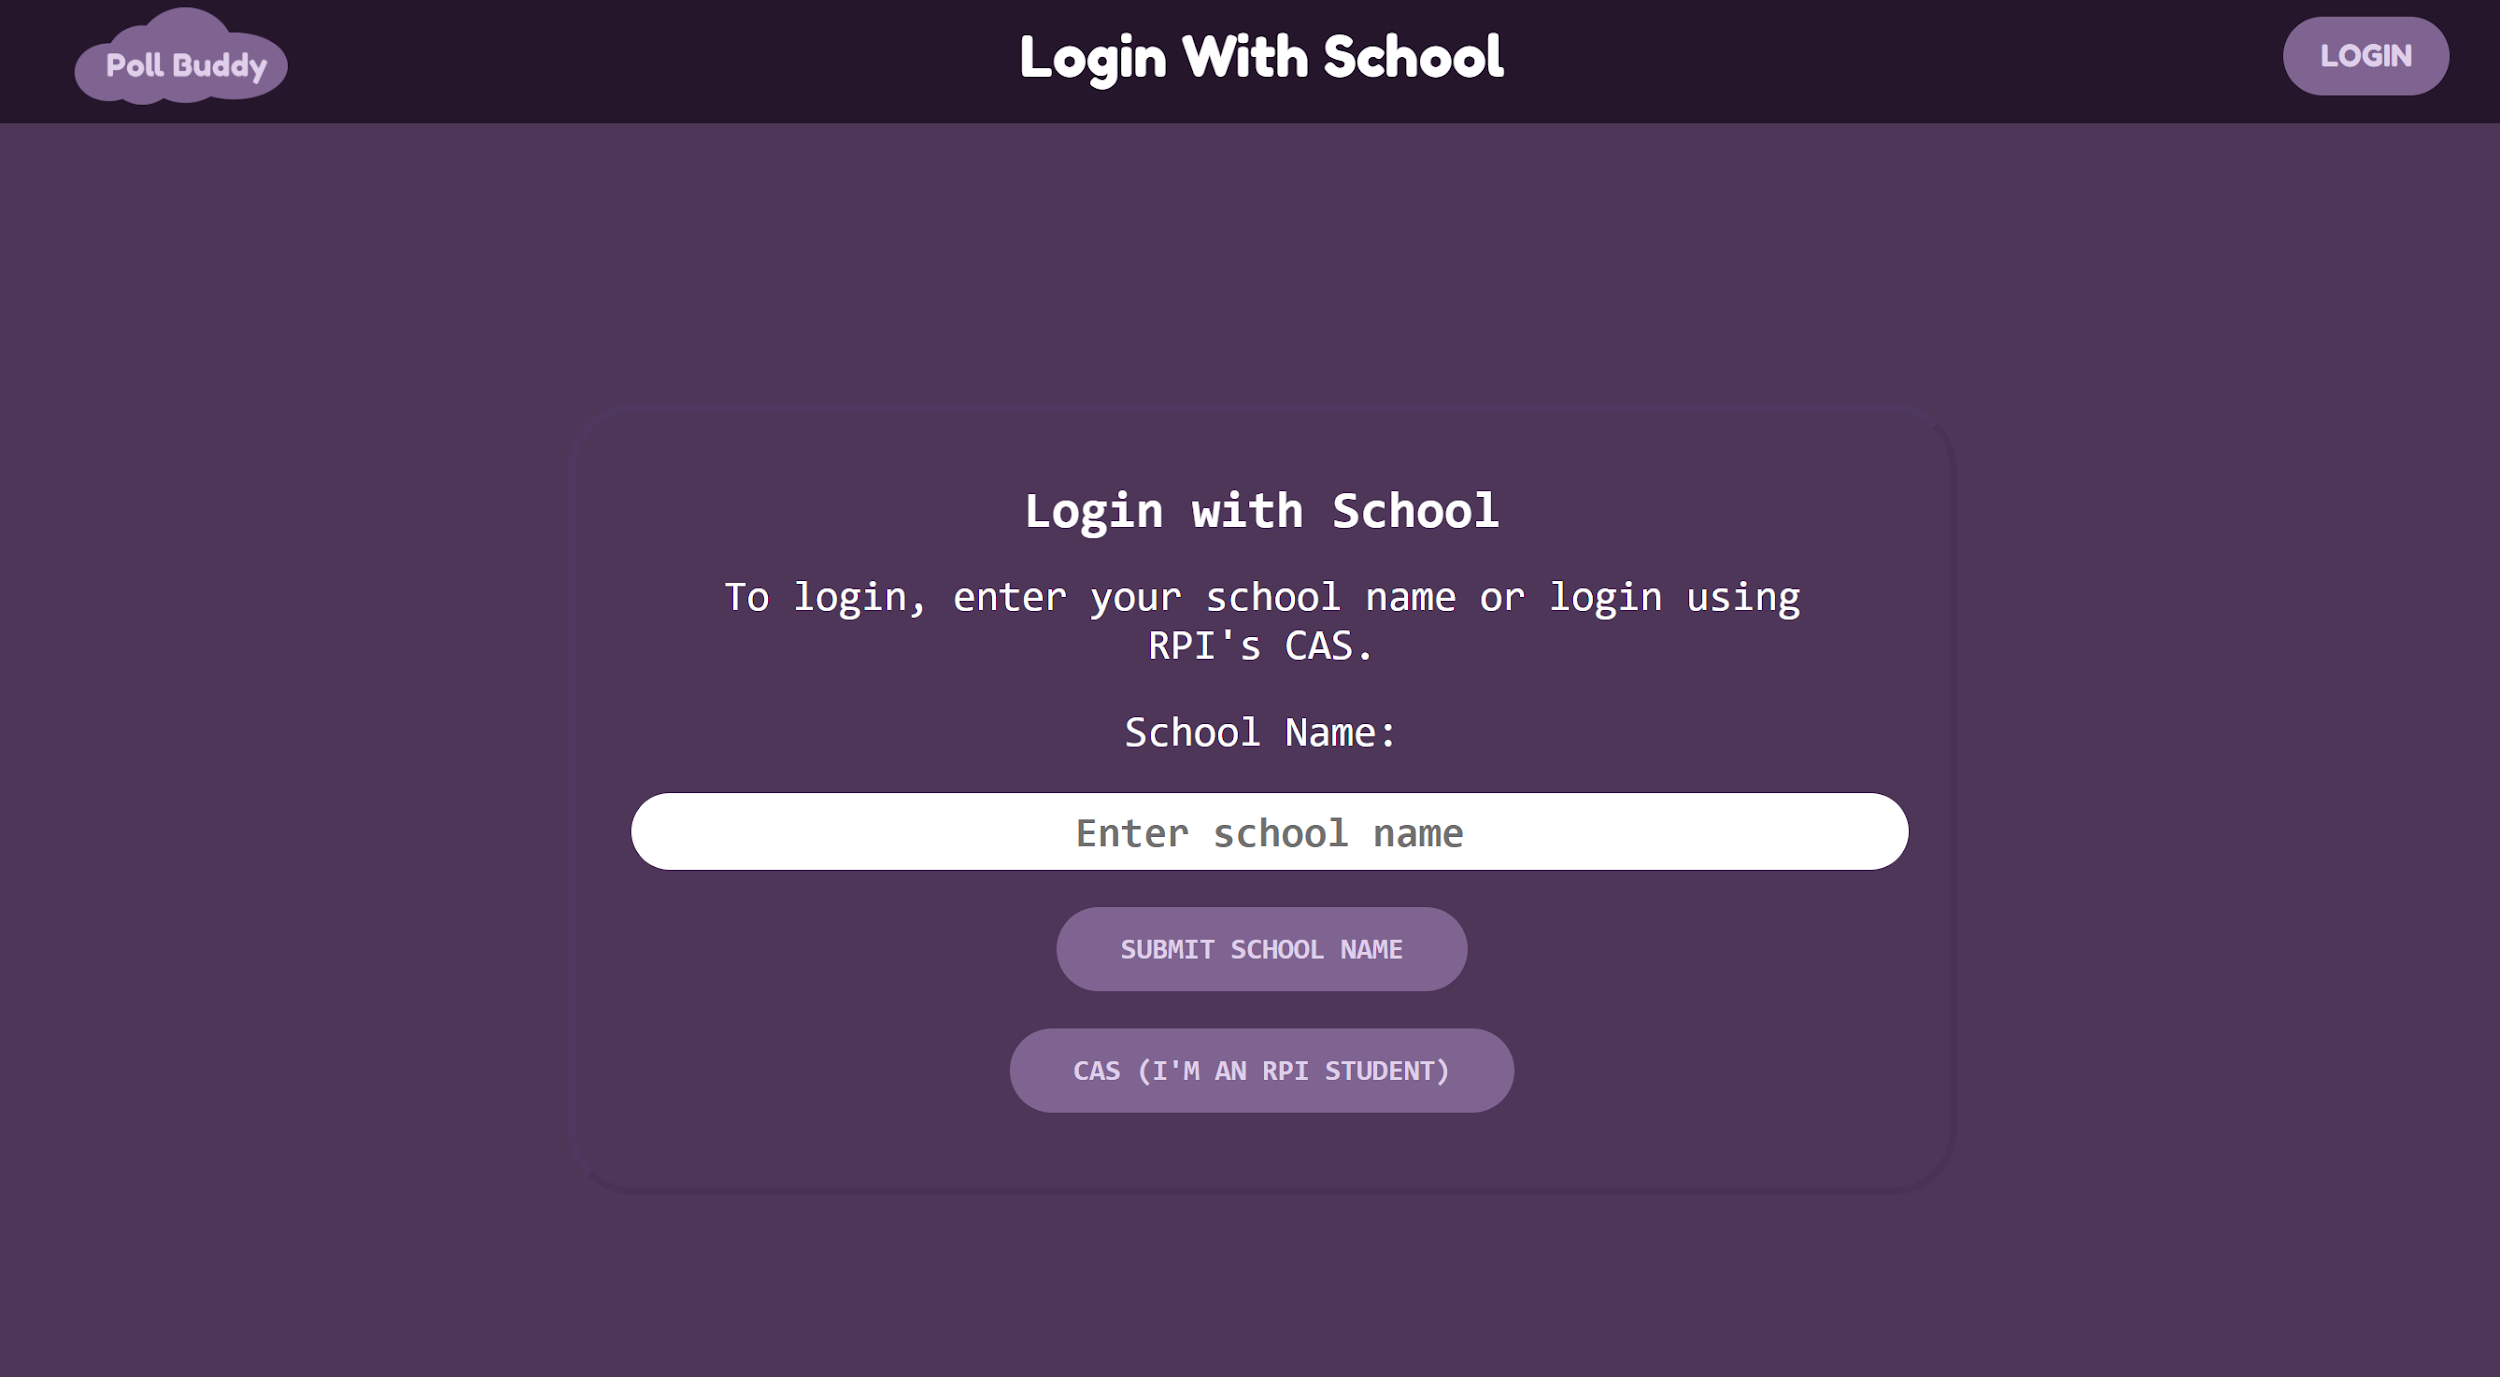 Poll Buddy
Login With School
LOGIN
Login with School
To login, enter your school name or login using
RPI's CAS.
School Name:
Enter school name
SUBMIT SCHOOL NAME
CAS (I'M AN RPI STUDENT)